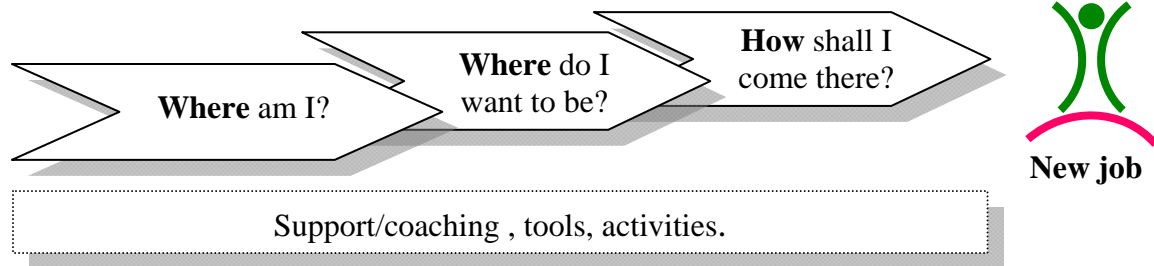 Where am I?
Where do I
want to be?
How shall I
come there?
New job
Support/coaching , tools, activities.